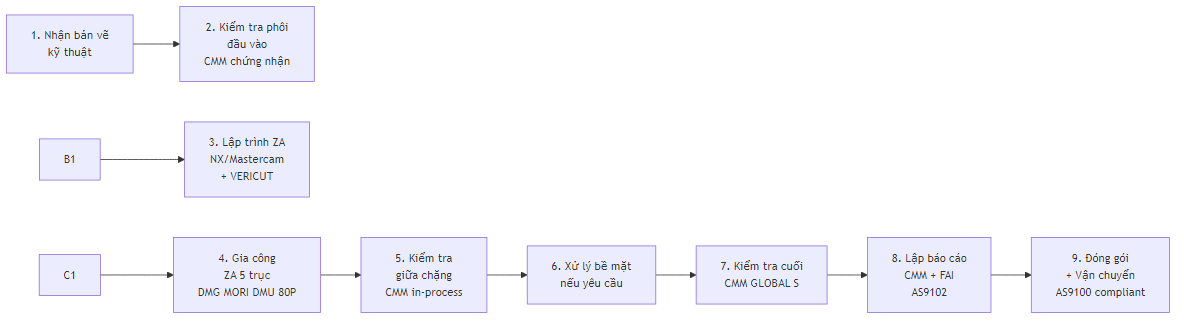 1. Nhận bản vẽ
kỹ thuật
2. Kiểm tra phôi
đầu vào
CMM chứng nhận
B1
3. Lập trình ZA
NX/Mastercam
+ VERICUT
C1
4. Gia công
ZA 5 trục
DMG MORI DMU 80P
5. Kiểm tra
giữa chặng
CMM in-process
6. Xử lý bề mặt
nếu yêu cầu
7. Kiểm tra cuối
CMM GLOBAL S
8. Lập báo cáo
CMM + FAI
AS9102
9. Đóng gói
+ Vận chuyển
AS9100 compliant